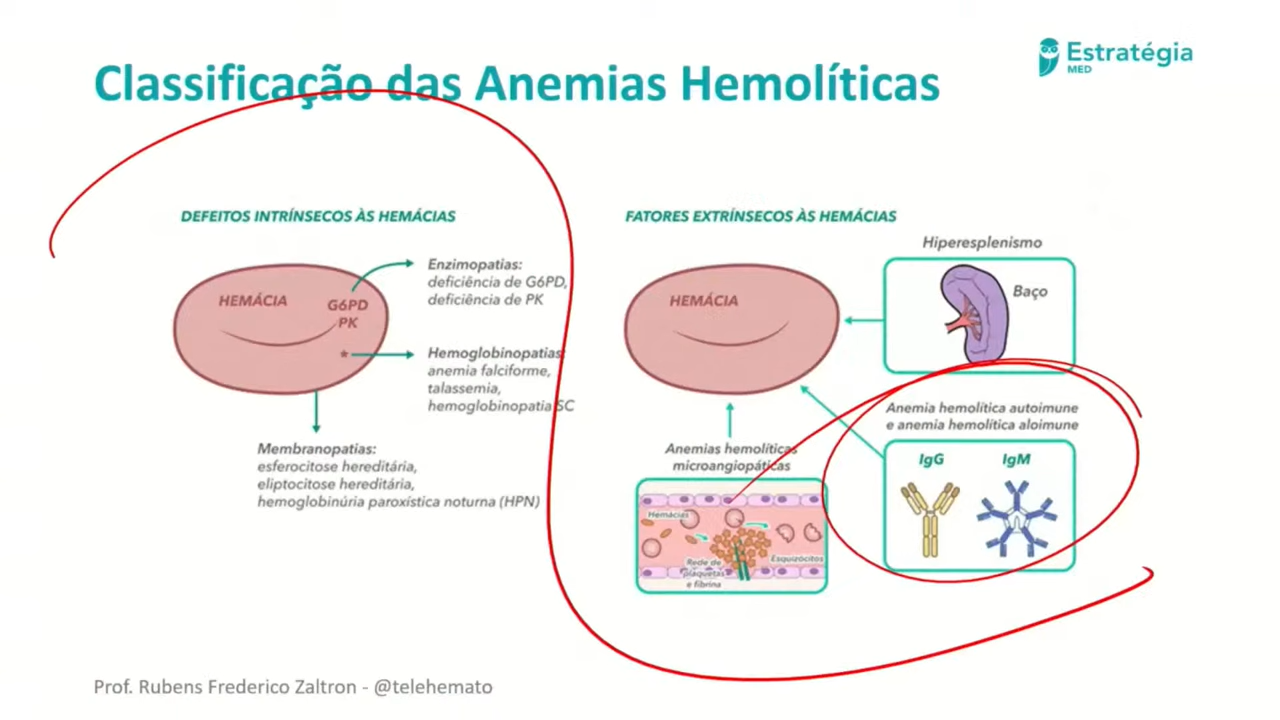 Classificação das Anemias Hemolíticas
Estratégia
MED
DEFEITOS INTRÍNSECOS ÀS HEMÁCIAS
HEMÁCIA
G6PD
PK
*
Enzimopatias:
deficiência de G6PD,
deficiência de PK
Hemoglobinopatias:
anemia falciforme,
talassemia,
hemoglobinopatia SC
Membranopatias:
esferocitose hereditária,
eliptocitose hereditária,
hemoglobinúria paroxística noturna (HPN)
FATORES EXTRÍNSECOS ÀS HEMÁCIAS
HEMÁCIA
Hiperesplenismo
Baço
Anemia hemolítica autoimune
e anemia hemolítica aloimune
IgG
IgM
Anemias hemolíticas
microangiopáticas
Hemácias
Rede de
plaquetas
e fibrina
Esquizócitos
Prof. Rubens Frederico Zaltron - @telehemato